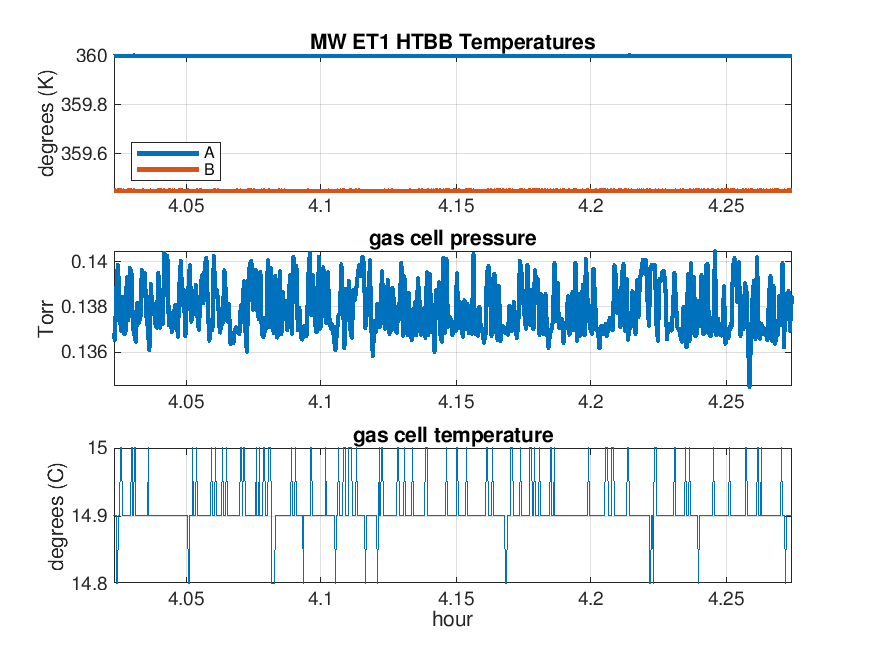 MW ET1 HTBB Temperatures
degrees (K)
360
359.8
359.6
A
B
4.05 4.1 4.15 4.2 4.25
gas cell pressure
Torr
0.14
0.138
0.136
4.05 4.1 4.15 4.2 4.25
gas cell temperature
degrees (C)
15
14.9
14.8
4.05 4.1 4.15 4.2 4.25
hour